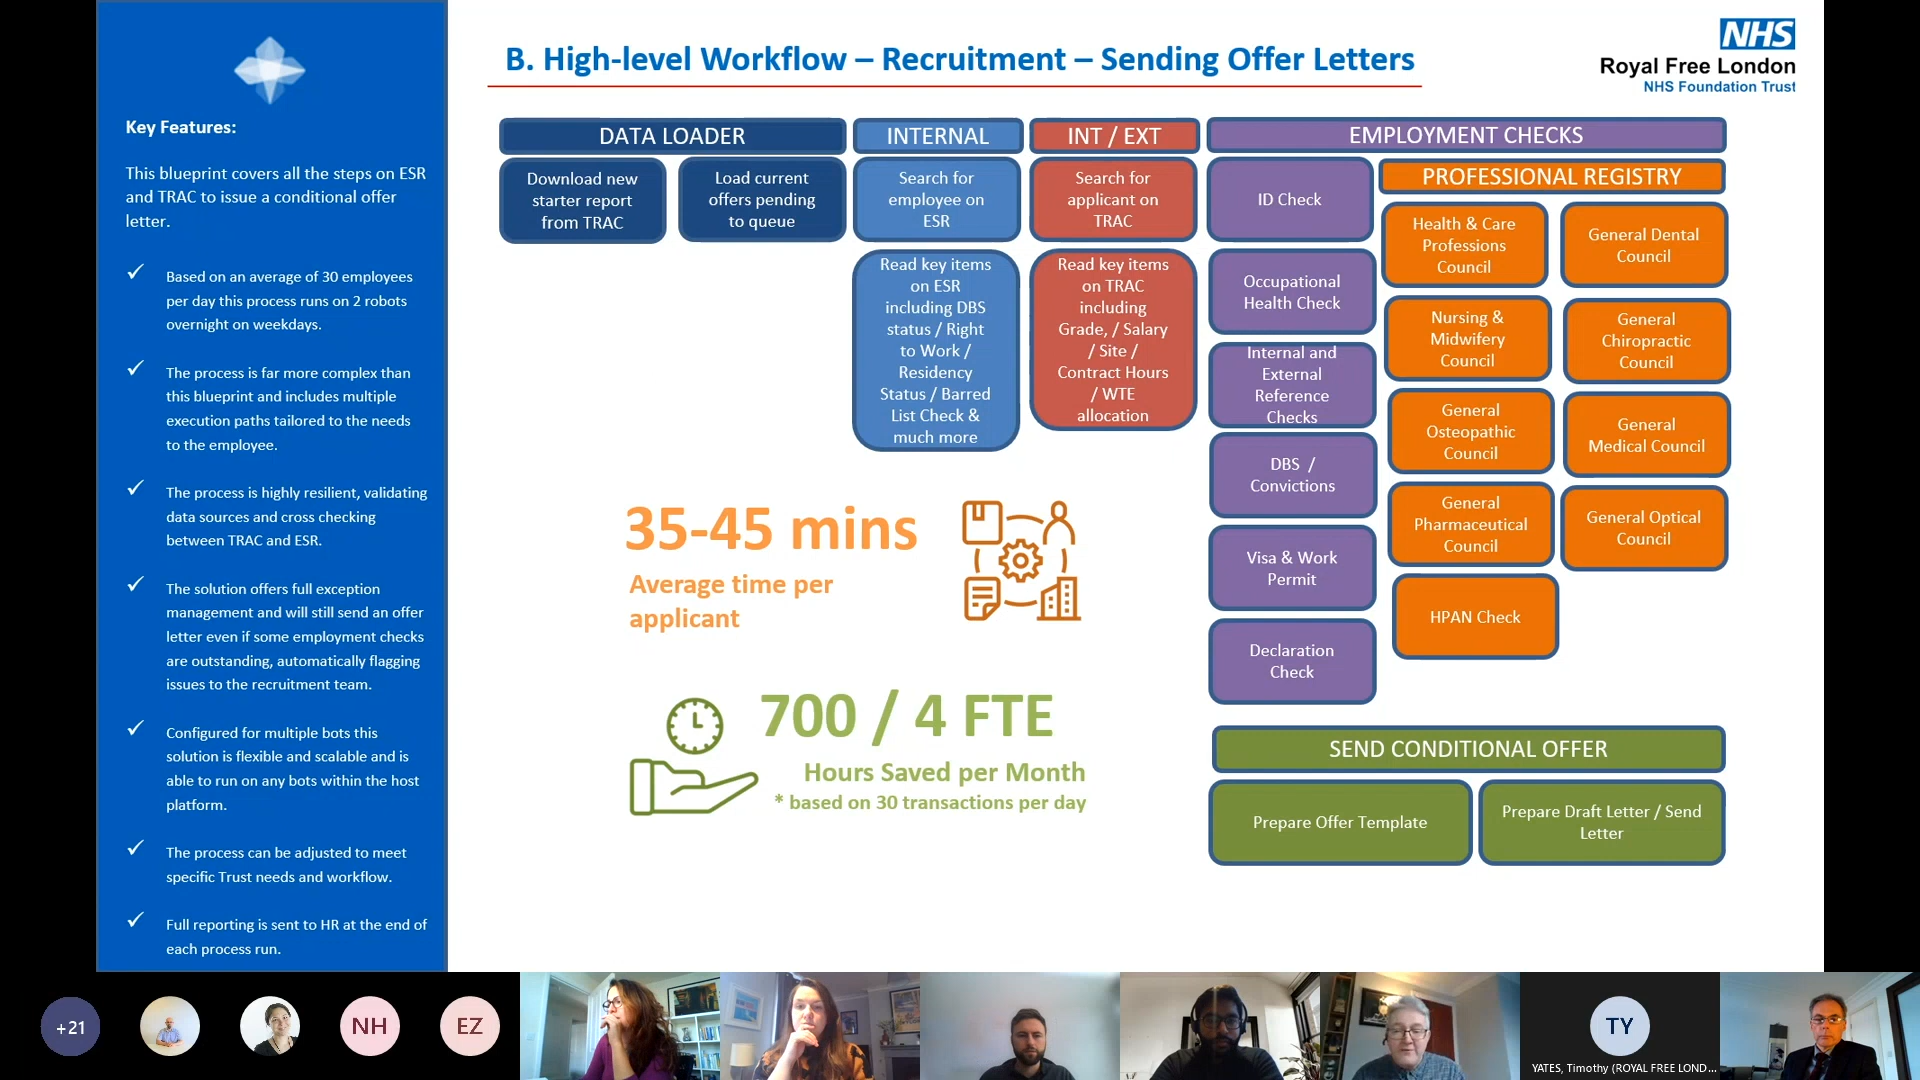 B. High-level Workflow – Recruitment – Sending Offer Letters
NHS
Royal Free London
NHS Foundation Trust
Key Features:
This blueprint covers all the steps on ESR
and TRAC to issue a conditional offer
letter.
✓ Based on an average of 30 employees
per day this process runs on 2 robots
overnight on weekdays.
✓ The process is far more complex than
this blueprint and includes multiple
execution paths tailored to the needs
to the employee.
✓ The process is highly resilient, validating
data sources and cross checking
between TRAC and ESR.
✓ The solution offers full exception
management and will still send an offer
letter even if some employment checks
are outstanding, automatically flagging
issues to the recruitment team.
✓ Configured for multiple bots this
solution is flexible and scalable and is
able to run on any bots within the host
platform.
✓ The process can be adjusted to meet
specific Trust needs and workflow.
✓ Full reporting is sent to HR at the end of
each process run.
DATA LOADER
Download new
starter report
from TRAC
Load current
offers pending
to queue
INTERNAL
Search for
employee on
ESR
Read key items
on ESR
including DBS
status / Right
to Work /
Residency
Status / Barred
List Check &
much more
INT / EXT
Search for
applicant on
TRAC
Read key items
on TRAC
including
Grade, / Salary
/ Site /
Contract Hours
/ WTE
allocation
EMPLOYMENT CHECKS
ID Check
Occupational
Health Check
Internal and
External
Reference
Checks
DBS /
Convictions
Visa & Work
Permit
Declaration
Check
PROFESSIONAL REGISTRY
Health & Care
Professions
Council
General Dental
Council
Nursing &
Midwifery
Council
General
Chiropractic
Council
General
Osteopathic
Council
General
Medical Council
General
Pharmaceutical
Council
General Optical
Council
HPAN Check
35-45 mins
Average time per
applicant
700 / 4 FTE
Hours Saved per Month
* based on 30 transactions per day
SEND CONDITIONAL OFFER
Prepare Offer Template
Prepare Draft Letter / Send
Letter
+21
NH
EZ
TY
YATES, Timothy (ROYAL FREE LOND...